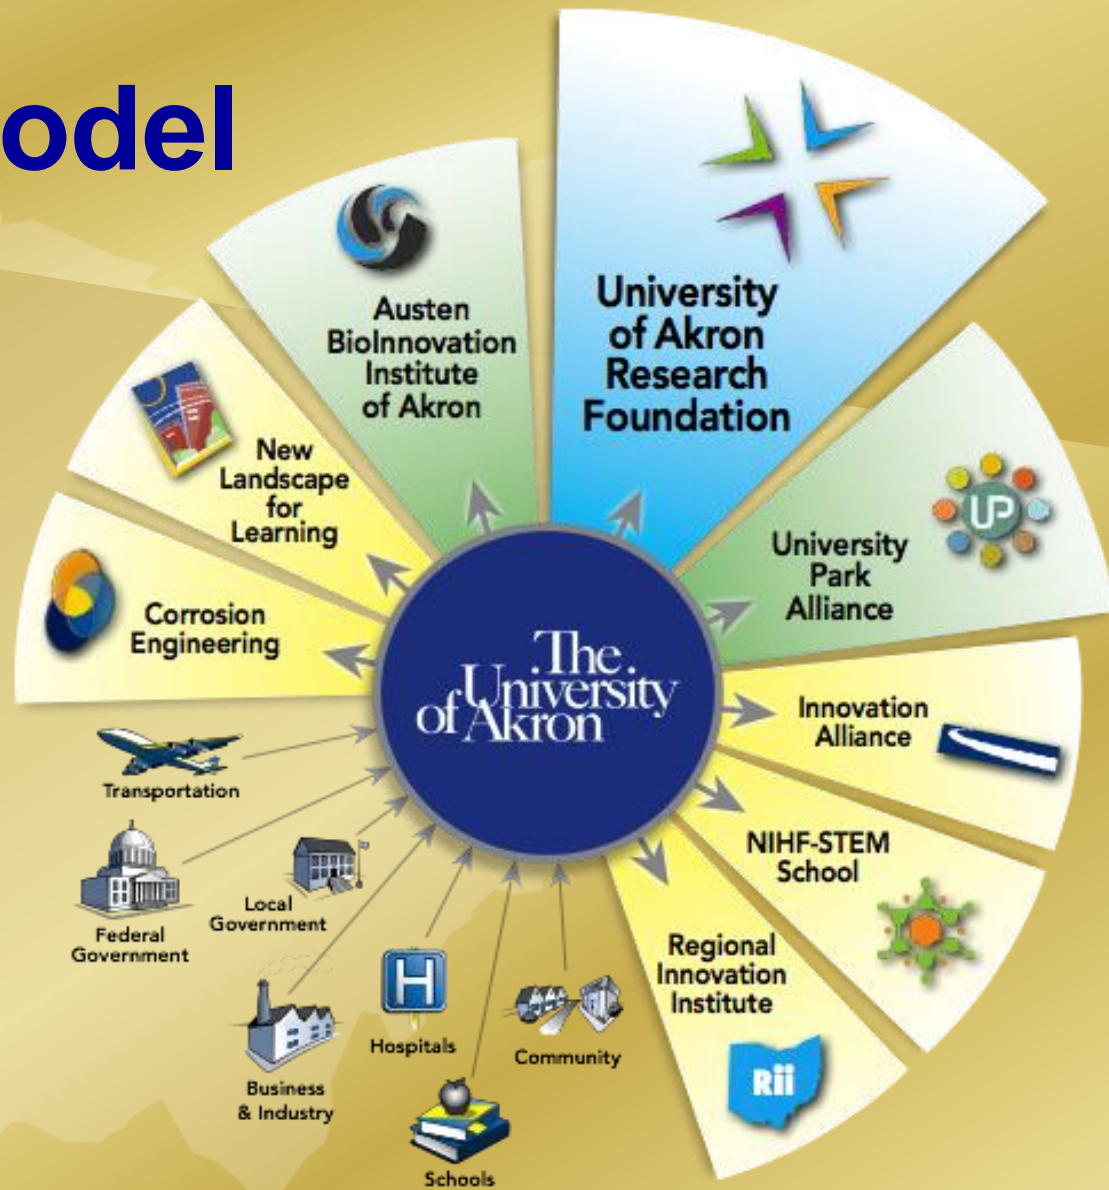 odel
University
of Akron
Research
Foundation
Austen
BioInnovation
Institute
of Akron
New
Landscape
for
Learning
Corrosion
Engineering
UP
University
Park
Alliance
Innovation
Alliance
NIHF-STEM
School
Regional
Innovation
Institute
Rii
The
University
of Akron
Transportation
Federal
Government
Local
Government
Business
& Industry
H
Hospitals
Schools
Community